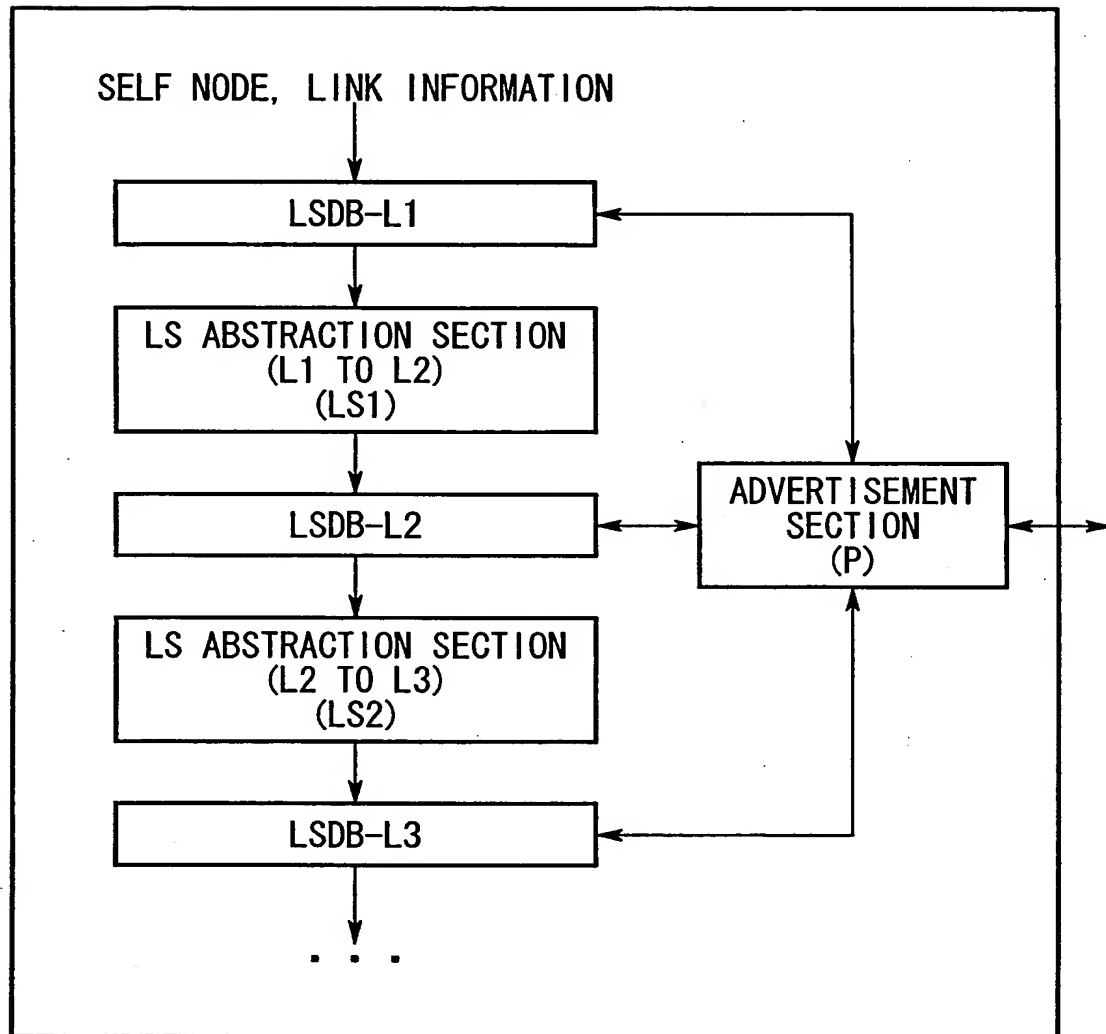 SELF NODE, LINK INFORMATION
LSDB-L1
LS ABSTRACTION SECTION
(L1 TO L2)
(LS1)
LSDB-L2
ADVERTISEMENT
SECTION
(P)
LS ABSTRACTION SECTION
(L2 TO L3)
(LS2)
LSDB-L3
. . .